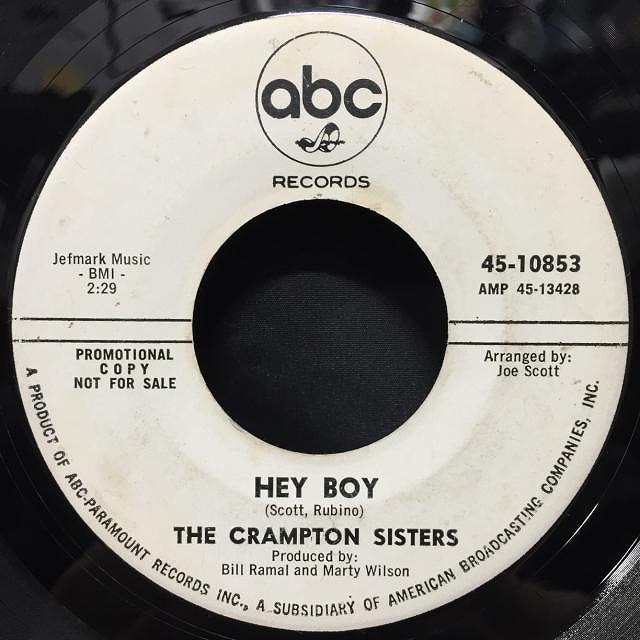 abc
RECORDS
Jefmark Music
- BMI -
2:29
45-10853
AMP 45-13428
PROMOTIONAL
COPY
NOT FOR SALE
Arranged by:
Joe Scott
HEY BOY
(Scott, Rubino)
THE CRAMPTON SISTERS
Produced by:
Bill Ramal and Marty Wilson
A PRODUCT OF ABC-PARAMOUNT RECORDS INC., A SUBSIDIARY OF AMERICAN BROADCASTING COMPANIES, INC.